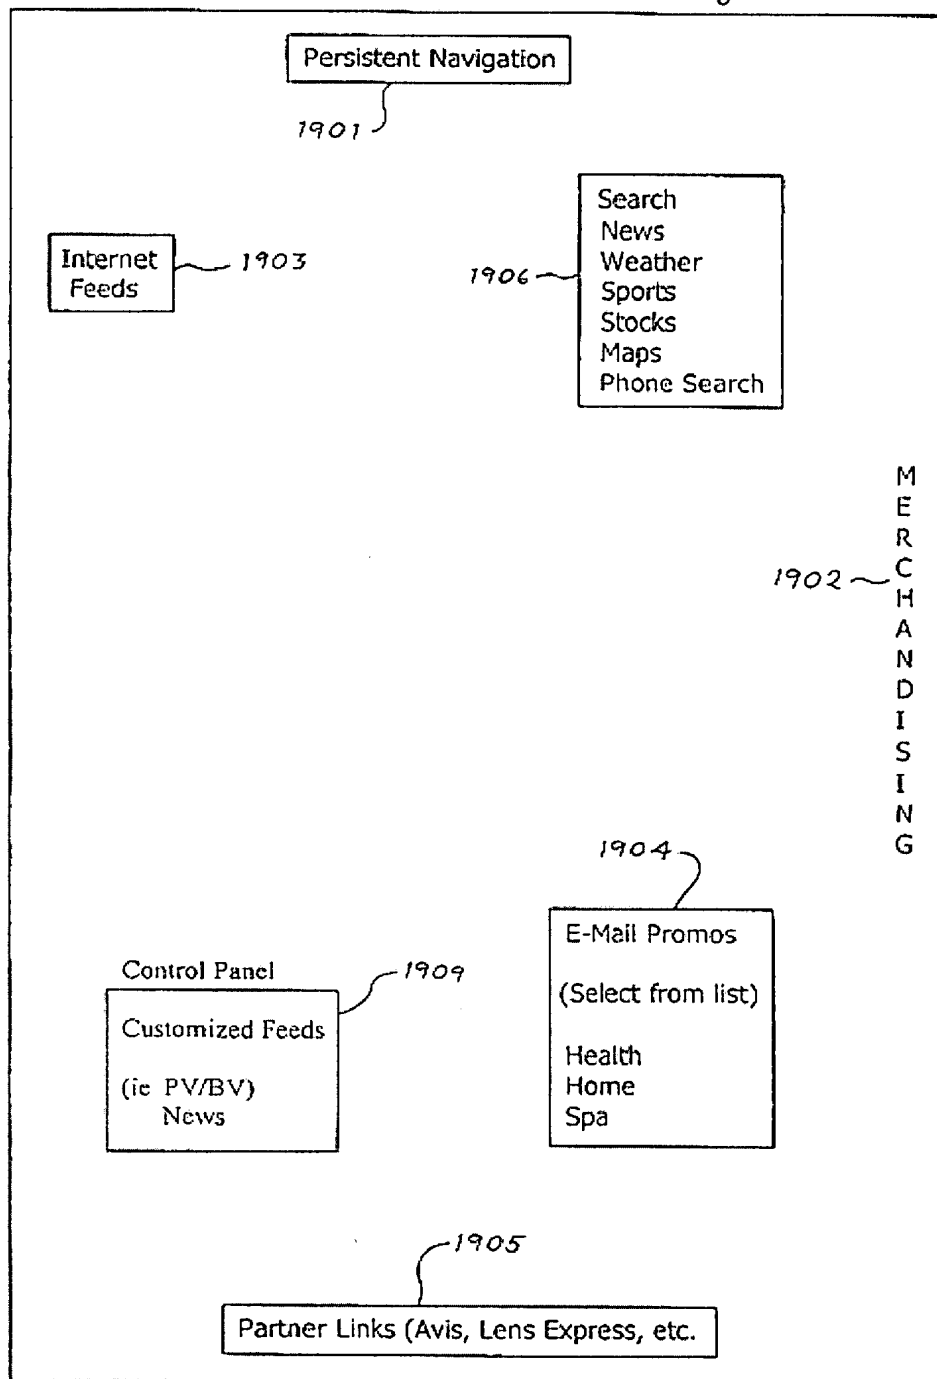 Persistent Navigation
1901
Search
News
Weather
Sports
Stocks
Maps
Phone Search
1906
Internet
Feeds
1903
MERCHANDISING
1902
1904
E-Mail Promos
(Select from list)
Health
Home
Spa
Control Panel
1909
Customized Feeds
(ie PV/BV)
News
1905
Partner Links (Avis, Lens Express, etc.